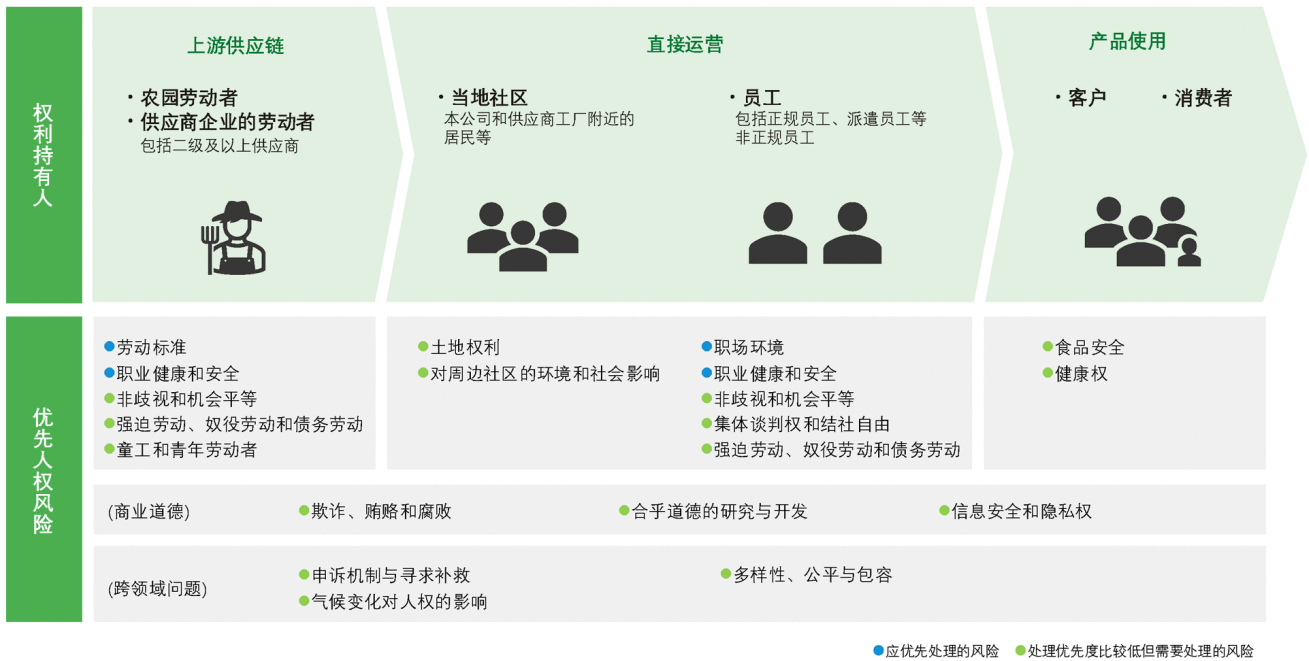 权利持有人
上游供应链
・农园劳动者
・供应商企业的劳动者
包括二级及以上供应商
直接运营
・当地社区
本公司和供应商工厂附近的
居民等
・员工
包括正规员工、派遣员工等
非正规员工
产品使用
・客户
・消费者
优先人权风险
●劳动标准
●职业健康和安全
●非歧视和机会平等
●强迫劳动、奴役劳动和债务劳动
●童工和青年劳动者
●土地权利
●对周边社区的环境和社会影响
●职场环境
●职业健康和安全
●非歧视和机会平等
●集体谈判权和结社自由
●强迫劳动、奴役劳动和债务劳动
●食品安全
●健康权
(商业道德)
●欺诈、贿赂和腐败
●合乎道德的研究与开发
●信息安全和隐私权
(跨领域问题)
●申诉机制与寻求补救
●气候变化对人权的影响
●多样性、公平与包容
●应优先处理的风险
●处理优先度比较低但需要处理的风险